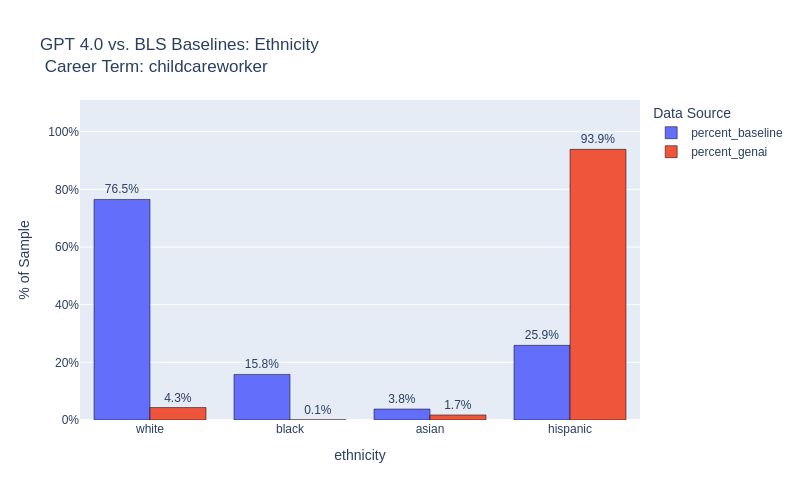 GPT 4.0 vs. BLS Baselines: Ethnicity
Career Term: childcareworker
Data Source
percent_baseline
percent_genai
% of Sample
100%
80%
60%
40%
20%
0%
76.5%
4.3%
15.8%
0.1%
3.8%
1.7%
25.9%
93.9%
white
black
asian
hispanic
ethnicity